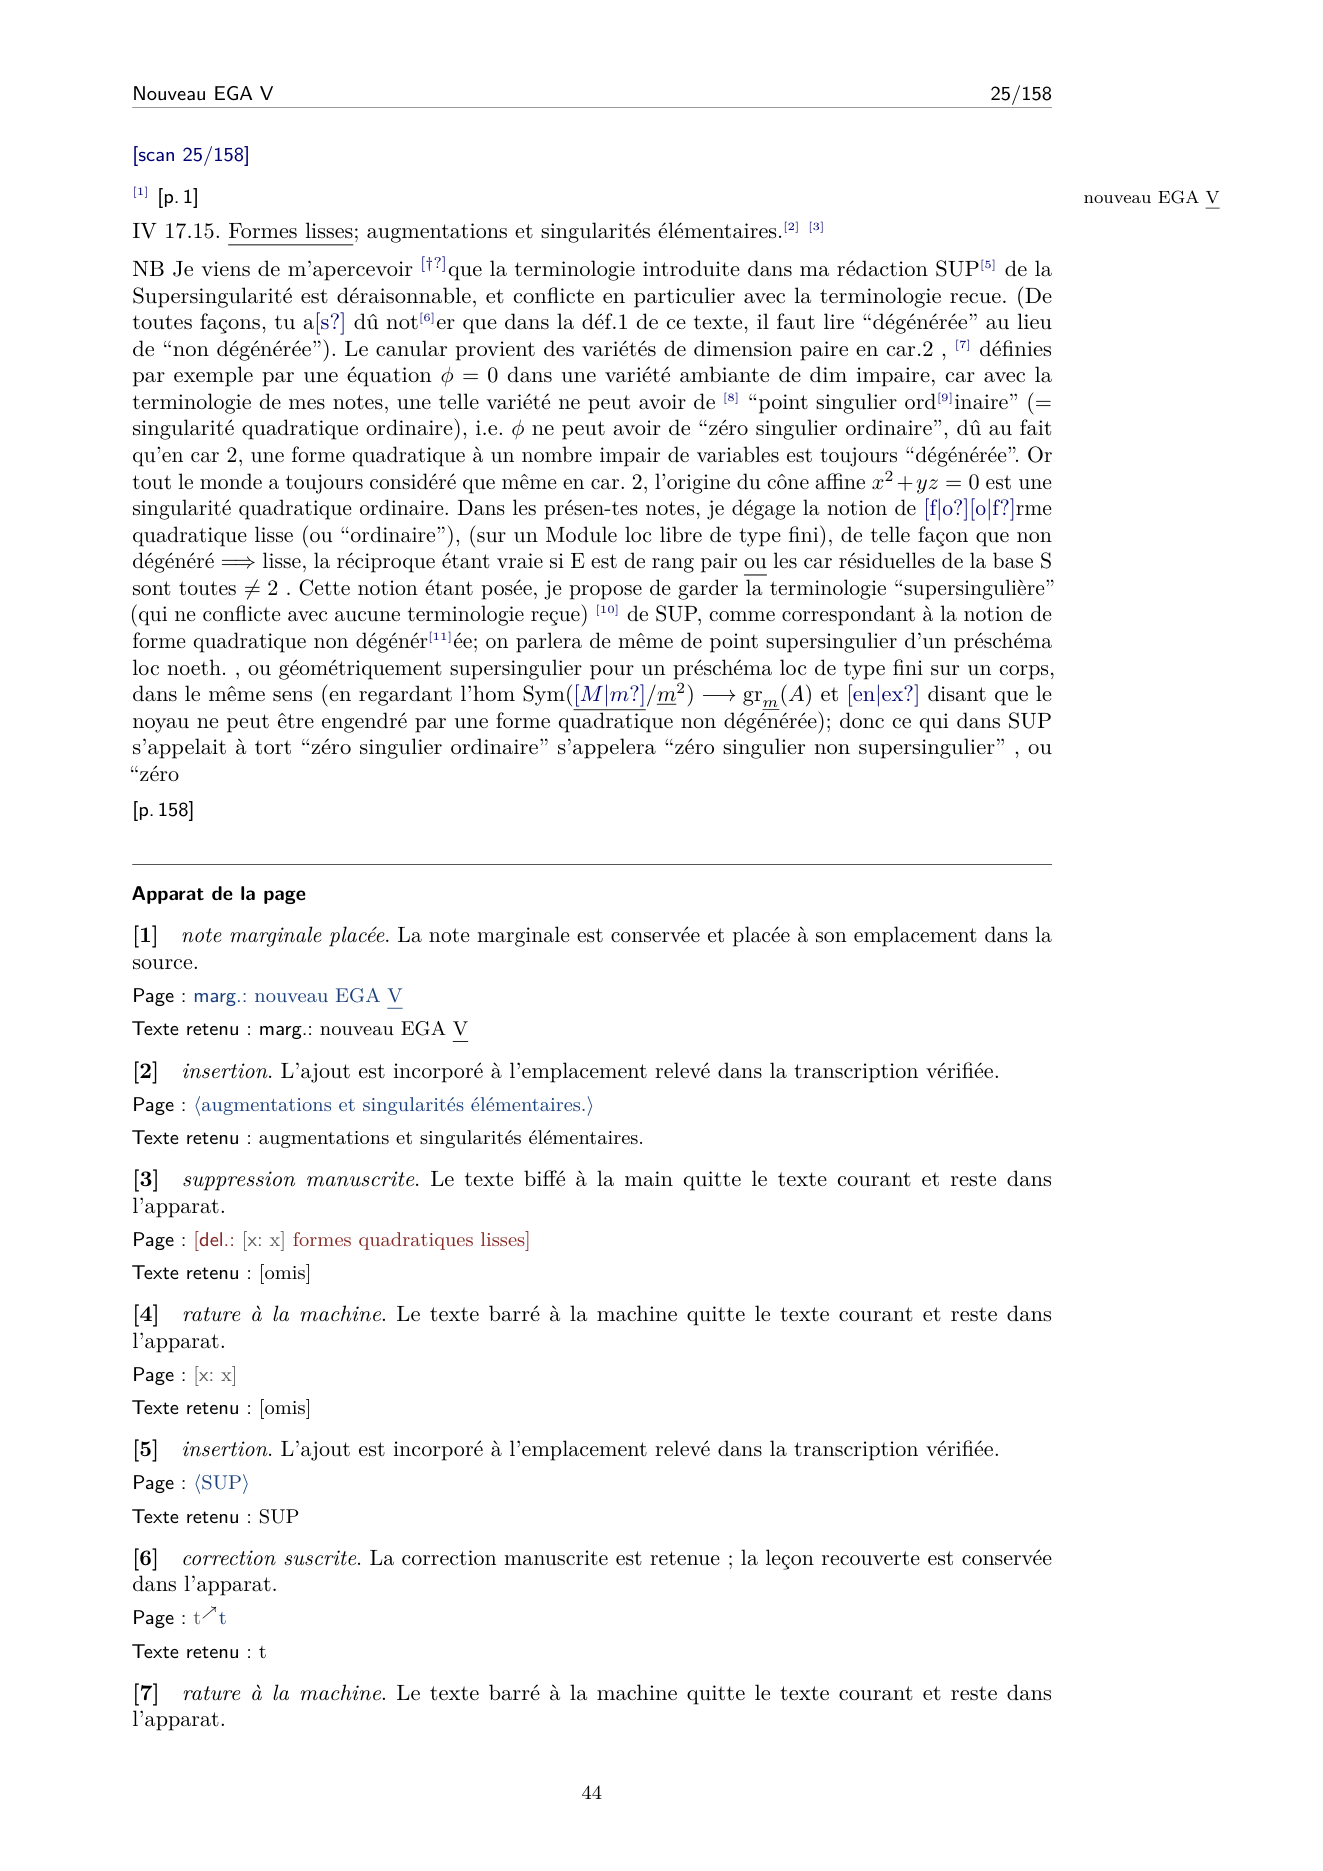 Nouveau EGA V 25/158
[scan 25/158]
[1] [p. 1] nouveau EGA V
IV 17.15. Formes lisses; augmentations et singularités élémentaires.[2] [3]
NB Je viens de m’apercevoir [†?]que la terminologie introduite dans ma rédaction SUP[5] de la
Supersingularité est déraisonnable, et conflicte en particulier avec la terminologie recue. (De
toutes façons, tu a[s?] dû not[6]er que dans la déf.1 de ce texte, il faut lire “dégénérée” au lieu
de “non dégénérée”). Le canular provient des variétés de dimension paire en car.2 , [7] définies
par exemple par une équation ϕ = 0 dans une variété ambiante de dim impaire, car avec la
terminologie de mes notes, une telle variété ne peut avoir de [8] “point singulier ord[9]inaire” (=
singularité quadratique ordinaire), i.e. ϕ ne peut avoir de “zéro singulier ordinaire”, dû au fait
qu’en car 2, une forme quadratique à un nombre impair de variables est toujours “dégénérée”. Or
tout le monde a toujours considéré que même en car. 2, l’origine du cône affine x²+yz = 0 est une
singularité quadratique ordinaire. Dans les présen-tes notes, je dégage la notion de [f|o?][o|f?]rme
quadratique lisse (ou “ordinaire”), (sur un Module loc libre de type fini), de telle façon que non
dégénéré ⟹ lisse, la réciproque étant vraie si E est de rang pair ou les car résiduelles de la base S
sont toutes ≠ 2 . Cette notion étant posée, je propose de garder la terminologie “supersingulière”
(qui ne conflicte avec aucune terminologie reçue) [10] de SUP, comme correspondant à la notion de
forme quadratique non dégénér[11]ée; on parlera de même de point supersingulier d’un préschéma
loc noeth. , ou géométriquement supersingulier pour un préschéma loc de type fini sur un corps,
dans le même sens (en regardant l’hom Sym([M|m?]/m²) ⟶ gr_m(A) et [en|ex?] disant que le
noyau ne peut être engendré par une forme quadratique non dégénérée); donc ce qui dans SUP
s’appelait à tort “zéro singulier ordinaire” s’appelera “zéro singulier non supersingulier” , ou
“zéro
[p. 158]
Apparat de la page
[1] note marginale placée. La note marginale est conservée et placée à son emplacement dans la
source.
Page : marg.: nouveau EGA V
Texte retenu : marg.: nouveau EGA V
[2] insertion. L’ajout est incorporé à l’emplacement relevé dans la transcription vérifiée.
Page : ⟨augmentations et singularités élémentaires.⟩
Texte retenu : augmentations et singularités élémentaires.
[3] suppression manuscrite. Le texte biffé à la main quitte le texte courant et reste dans
l’apparat.
Page : [del.: [x: x] formes quadratiques lisses]
Texte retenu : [omis]
[4] rature à la machine. Le texte barré à la machine quitte le texte courant et reste dans
l’apparat.
Page : [x: x]
Texte retenu : [omis]
[5] insertion. L’ajout est incorporé à l’emplacement relevé dans la transcription vérifiée.
Page : ⟨SUP⟩
Texte retenu : SUP
[6] correction suscrite. La correction manuscrite est retenue ; la leçon recouverte est conservée
dans l’apparat.
Page : t↗t
Texte retenu : t
[7] rature à la machine. Le texte barré à la machine quitte le texte courant et reste dans
l’apparat.
44